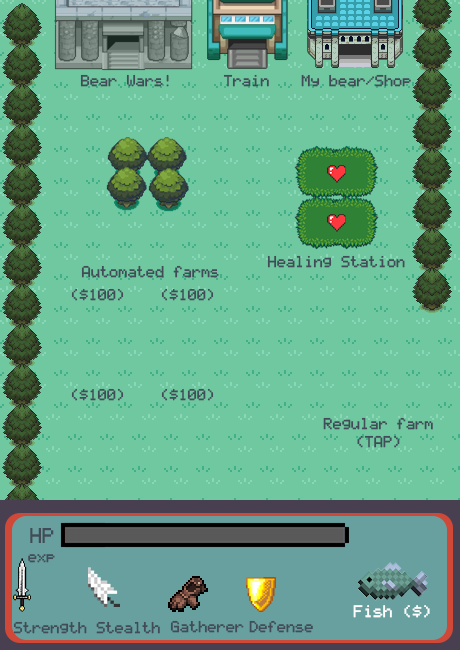 Bear Wars! Train My bear/Shop
Healing Station
Automated farms
($100) ($100)
($100) ($100)
Regular farm
(TAP)
HP
exp
Fish ($)
Strength Stealth Gatherer Defense